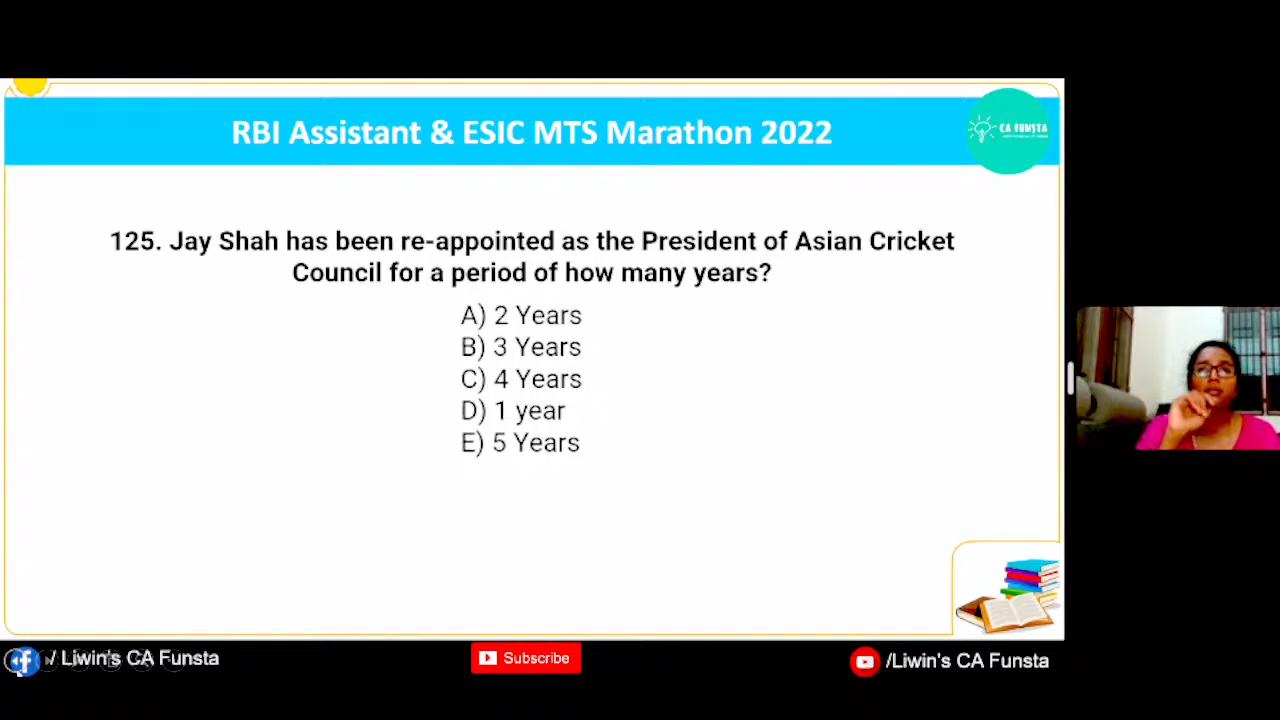 RBI Assistant & ESIC MTS Marathon 2022
CA FUNSTA
125. Jay Shah has been re-appointed as the President of Asian Cricket
Council for a period of how many years?
A) 2 Years
B) 3 Years
C) 4 Years
D) 1 year
E) 5 Years
/ Liwin's CA Funsta
Subscribe
/Liwin's CA Funsta